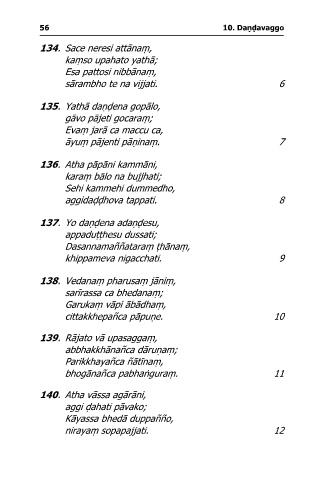 56 10. Daṇḍavaggo
134. Sace neresi attānaṃ,
kaṃso upahato yathā;
Esa pattosi nibbānaṃ,
sārambho te na vijjati. 6
135. Yathā daṇḍena gopālo,
gāvo pājeti gocaraṃ;
Evaṃ jarā ca maccu ca,
āyuṃ pājenti pāṇinaṃ. 7
136. Atha pāpāni kammāni,
karaṃ bālo na bujjhati;
Sehi kammehi dummedho,
aggidaḍḍhova tappati. 8
137. Yo daṇḍena adaṇḍesu,
appaduṭṭhesu dussati;
Dasannamaññataraṃ ṭhānaṃ,
khippameva nigacchati. 9
138. Vedanaṃ pharusaṃ jāniṃ,
sarīrassa ca bhedanaṃ;
Garukaṃ vāpi ābādhaṃ,
cittakkhepañca pāpuṇe. 10
139. Rājato vā upasaggaṃ,
abbhakkhānañca dāruṇaṃ;
Parikkhayañca ñātīnaṃ,
bhogānañca pabhaṅguraṃ. 11
140. Atha vāssa agārāni,
aggi ḍahati pāvako;
Kāyassa bhedā duppañño,
nirayaṃ sopapajjati. 12